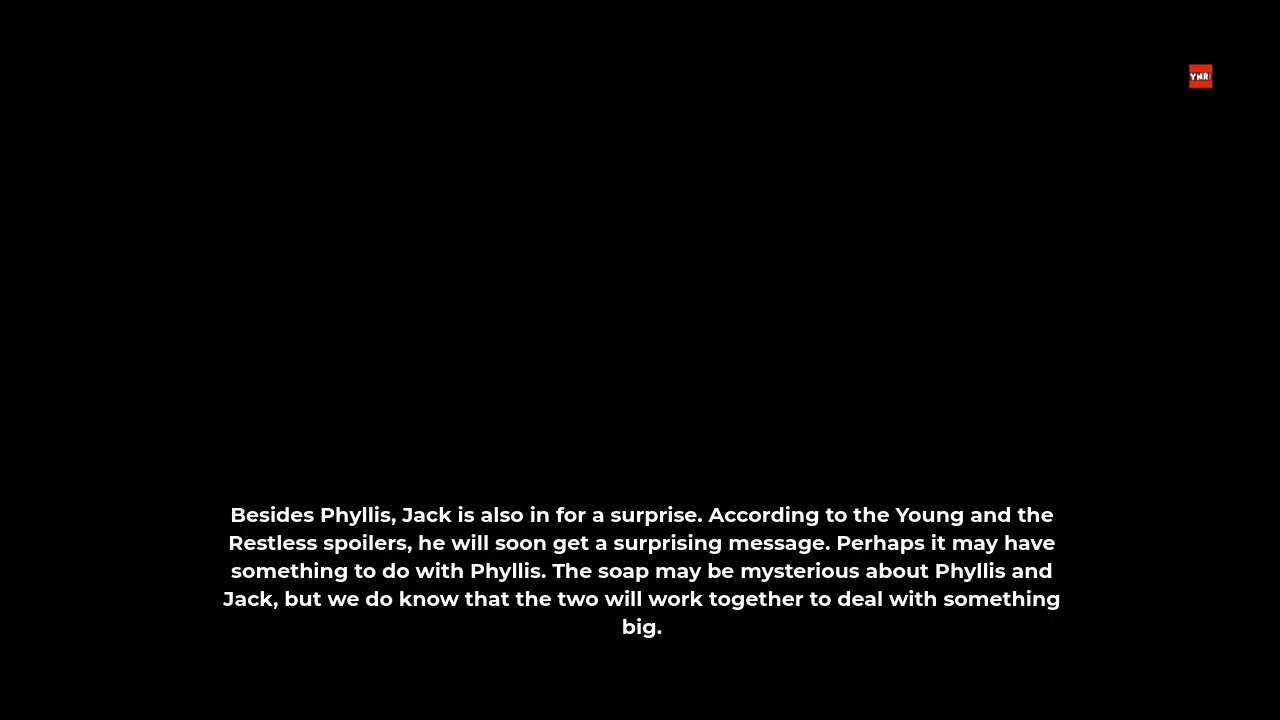 YNR
Besides Phyllis, Jack is also in for a surprise. According to the Young and the
Restless spoilers, he will soon get a surprising message. Perhaps it may have
something to do with Phyllis. The soap may be mysterious about Phyllis and
Jack, but we do know that the two will work together to deal with something
big.